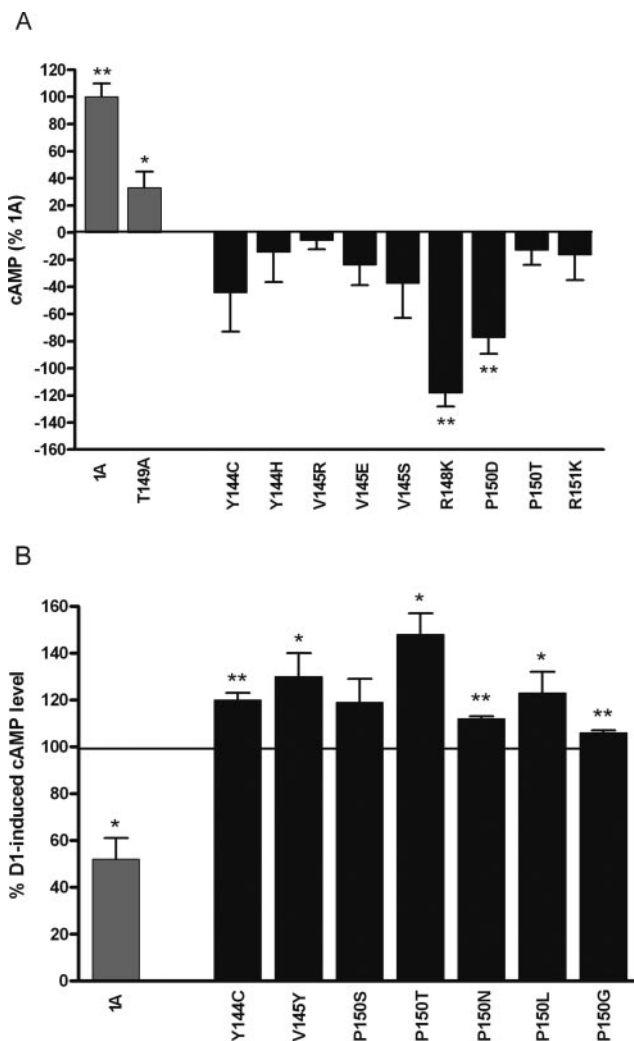 A
cAMP (% 1A)
120
100
80
60
40
20
0
-20
-40
-60
-80
-100
-120
-140
-160
**
*
**
**
1A
T149A
Y144C
Y144H
V145R
V145E
V145S
R148K
P150D
P150T
R151K
B
% D1-induced cAMP level
160
140
120
100
80
60
40
20
0
*
**
*
*
**
*
**
1A
Y144C
V145Y
P150S
P150T
P150N
P150L
P150G